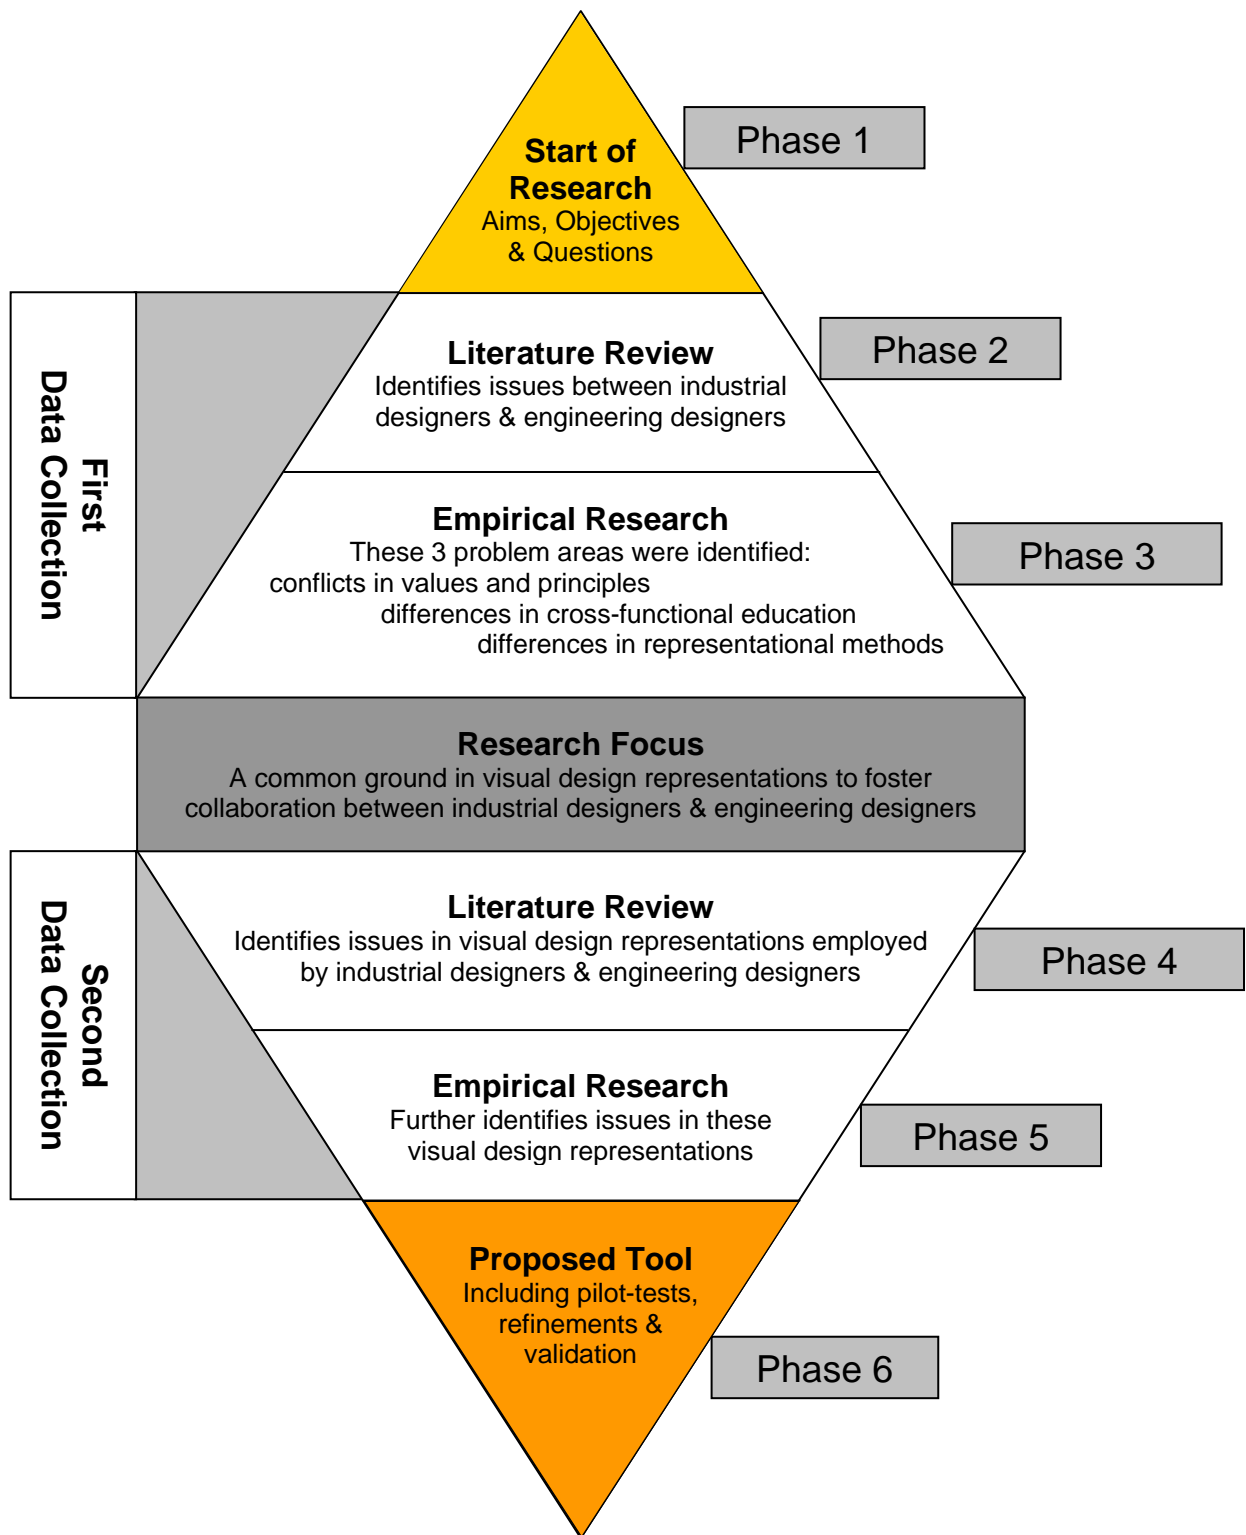 Start of
Research
Aims, Objectives
& Questions
Phase 1
First
Data Collection
Literature Review
Identifies issues between industrial
designers & engineering designers
Phase 2
Empirical Research
These 3 problem areas were identified:
conflicts in values and principles
differences in cross-functional education
differences in representational methods
Phase 3
Research Focus
A common ground in visual design representations to foster
collaboration between industrial designers & engineering designers
Second
Data Collection
Literature Review
Identifies issues in visual design representations employed
by industrial designers & engineering designers
Phase 4
Empirical Research
Further identifies issues in these
visual design representations
Phase 5
Proposed Tool
Including pilot-tests,
refinements &
validation
Phase 6